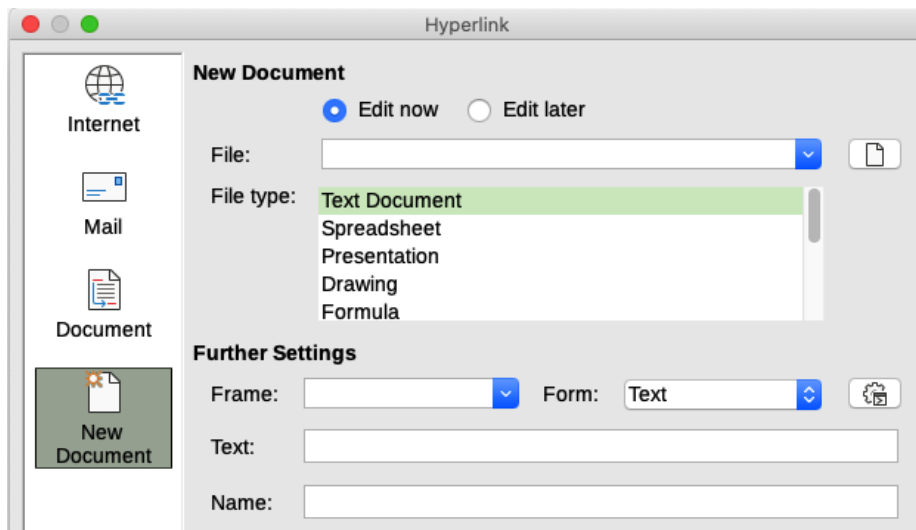 Hyperlink
Internet
Mail
Document
New
Document
New Document
Edit now Edit later
File:
File type:
Text Document
Spreadsheet
Presentation
Drawing
Formula
Further Settings
Frame: Form: Text
Text:
Name: